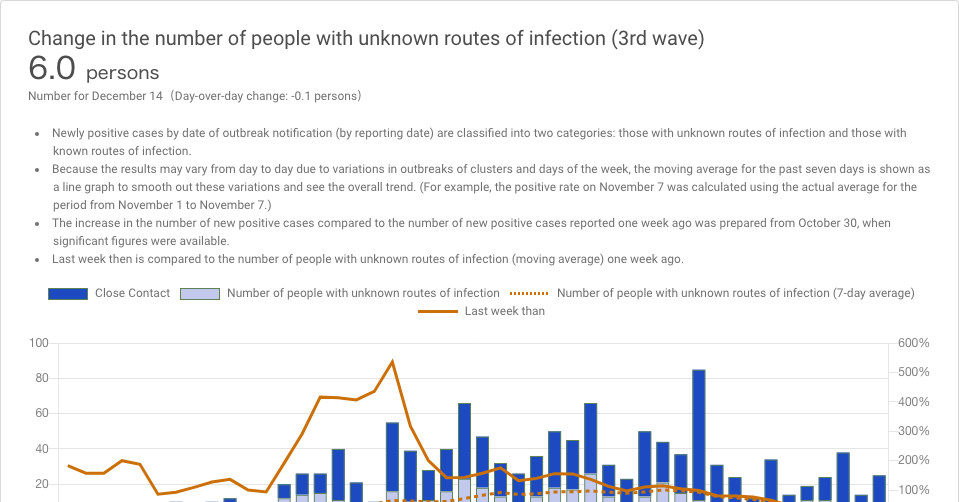 Change in the number of people with unknown routes of infection (3rd wave)
6.0 persons
Number for December 14 (Day-over-day change: -0.1 persons)
Newly positive cases by date of outbreak notification (by reporting date) are classified into two categories: those with unknown routes of infection and those with
known routes of infection.
Because the results may vary from day to day due to variations in outbreaks of clusters and days of the week, the moving average for the past seven days is shown as
a line graph to smooth out these variations and see the overall trend. (For example, the positive rate on November 7 was calculated using the actual average for the
period from November 1 to November 7.)
The increase in the number of new positive cases compared to the number of new positive cases reported one week ago was prepared from October 30, when
significant figures were available.
Last week then is compared to the number of people with unknown routes of infection (moving average) one week ago.
Close Contact Number of people with unknown routes of infection Number of people with unknown routes of infection (7-day average)
Last week than
100 600%
500%
80
400%
60
300%
40
200%
20
100%